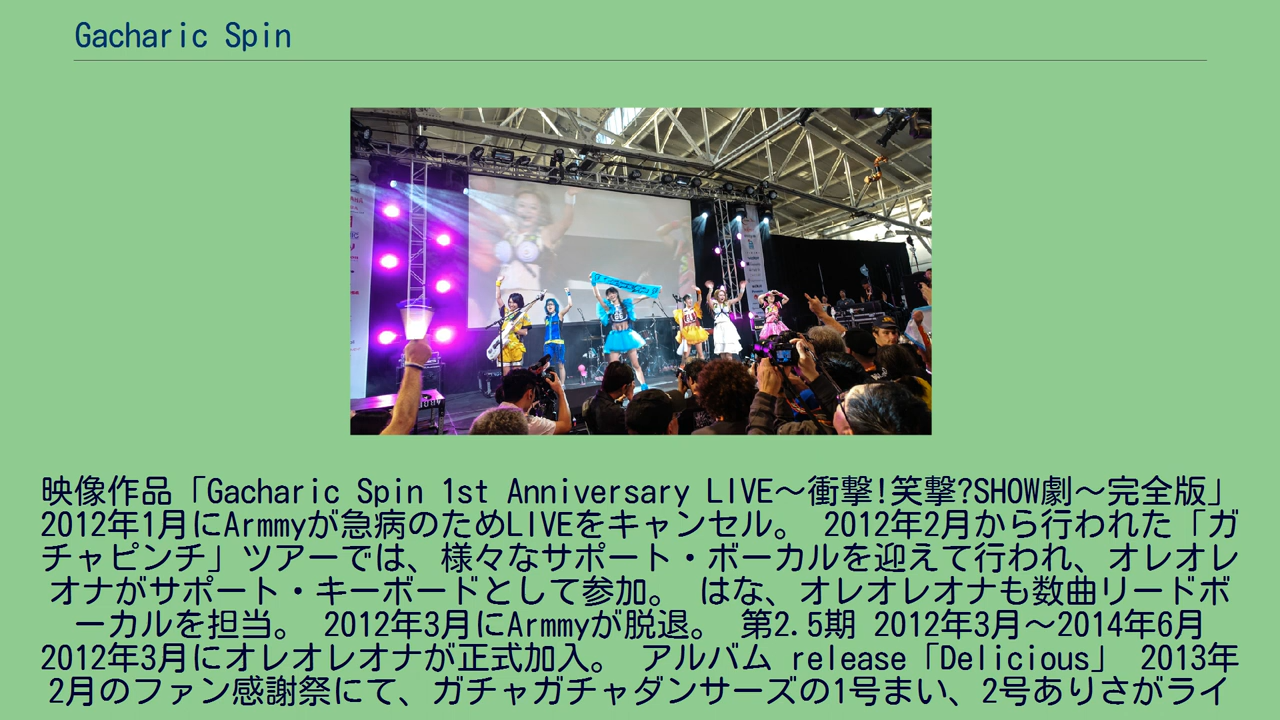 Gacharic Spin
映像作品「Gacharic Spin 1st Anniversary LIVE～衝撃!笑撃?SHOW劇～完全版」
2012年1月にArmmyが急病のためLIVEをキャンセル。 2012年2月から行われた「ガ
チャピンチ」ツアーでは、様々なサポート・ボーカルを迎えて行われ、オレオレ
オナがサポート・キーボードとして参加。 はな、オレオレオナも数曲リードボ
ーカルを担当。 2012年3月にArmmyが脱退。 第2.5期 2012年3月～2014年6月
2012年3月にオレオレオナが正式加入。 アルバム release「Delicious」 2013年
2月のファン感謝祭にて、ガチャガチャダンサーズの1号まい、2号ありさがライ